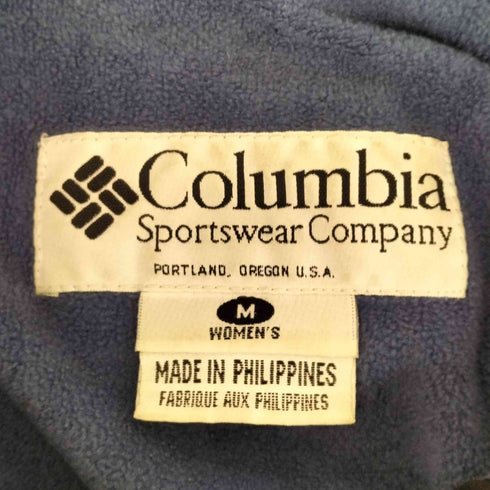 Columbia
Sportswear Company
PORTLAND, OREGON U.S.A.
M
WOMEN'S
MADE IN PHILIPPINES
FABRIQUE AUX PHILIPPINES